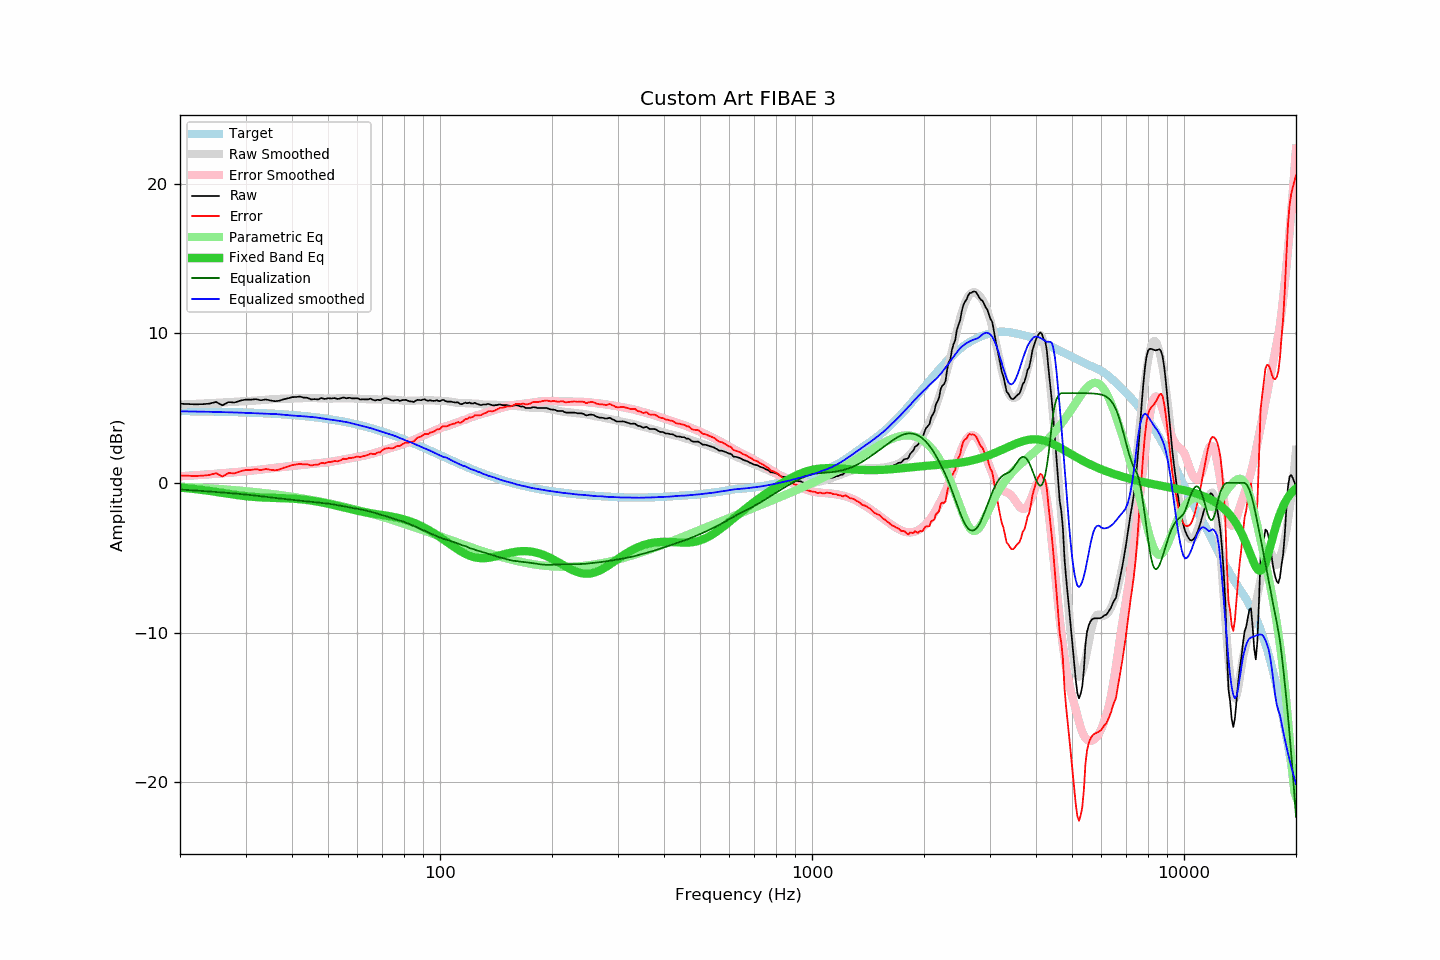 Custom Art FIBAE 3
Target
Raw Smoothed
Error Smoothed
Raw
Error
Parametric Eq
Fixed Band Eq
Equalization
Equalized smoothed
20
10
0
−10
−20
Amplitude (dBr)
100
1000
10000
Frequency (Hz)